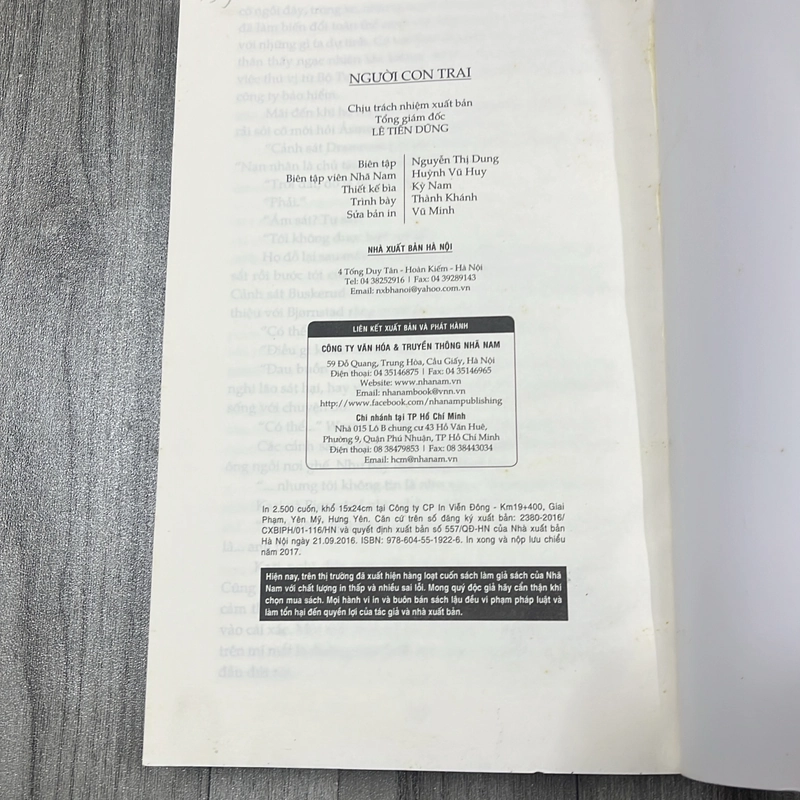 NGƯỜI CON TRAI
Chịu trách nhiệm xuất bản
Tổng giám đốc
LÊ TIẾN DŨNG
Biên tập Nguyễn Thị Dung
Biên tập viên Nhã Nam Huỳnh Vũ Huy
Thiết kế bìa Kỳ Nam
Trình bày Thành Khánh
Sửa bản in Vũ Minh
NHÀ XUẤT BẢN HÀ NỘI
4 Tống Duy Tân - Hoàn Kiếm - Hà Nội
Tel: 04 38252916 | Fax: 04 39289143
Email: nxbhanoi@yahoo.com.vn
LIÊN KẾT XUẤT BẢN VÀ PHÁT HÀNH
CÔNG TY VĂN HÓA & TRUYỀN THÔNG NHÃ NAM
59 Đỗ Quang, Trung Hòa, Cầu Giấy, Hà Nội
Điện thoại: 04 35146875 | Fax: 04 35146965
Website: www.nhanam.vn
Email: nhanambook@vnn.vn
http://www.facebook.com/nhanampublishing
Chi nhánh tại TP Hồ Chí Minh
Nhà 015 Lô B chung cư 43 Hồ Văn Huê,
Phường 9, Quận Phú Nhuận, TP Hồ Chí Minh
Điện thoại: 08 38479853 | Fax: 08 38443034
Email: hcm@nhanam.vn
In 2.500 cuốn, khổ 15x24cm tại Công ty CP In Viễn Đông - Km19+400, Giai
Phạm, Yên Mỹ, Hưng Yên. Căn cứ trên số đăng ký xuất bản: 2380-2016/
CXBIPH/01-116/HN và quyết định xuất bản số 557/QĐ-HN của Nhà xuất bản
Hà Nội ngày 21.09.2016. ISBN: 978-604-55-1922-6. In xong và nộp lưu chiểu
năm 2017.
Hiện nay, trên thị trường đã xuất hiện hàng loạt cuốn sách làm giả sách của Nhã
Nam với chất lượng in thấp và nhiều sai lỗi. Mong quý độc giả hãy cẩn thận khi
chọn mua sách. Mọi hành vi in và buôn bán sách lậu đều vi phạm pháp luật và
làm tổn hại đến quyền lợi của tác giả và nhà xuất bản.